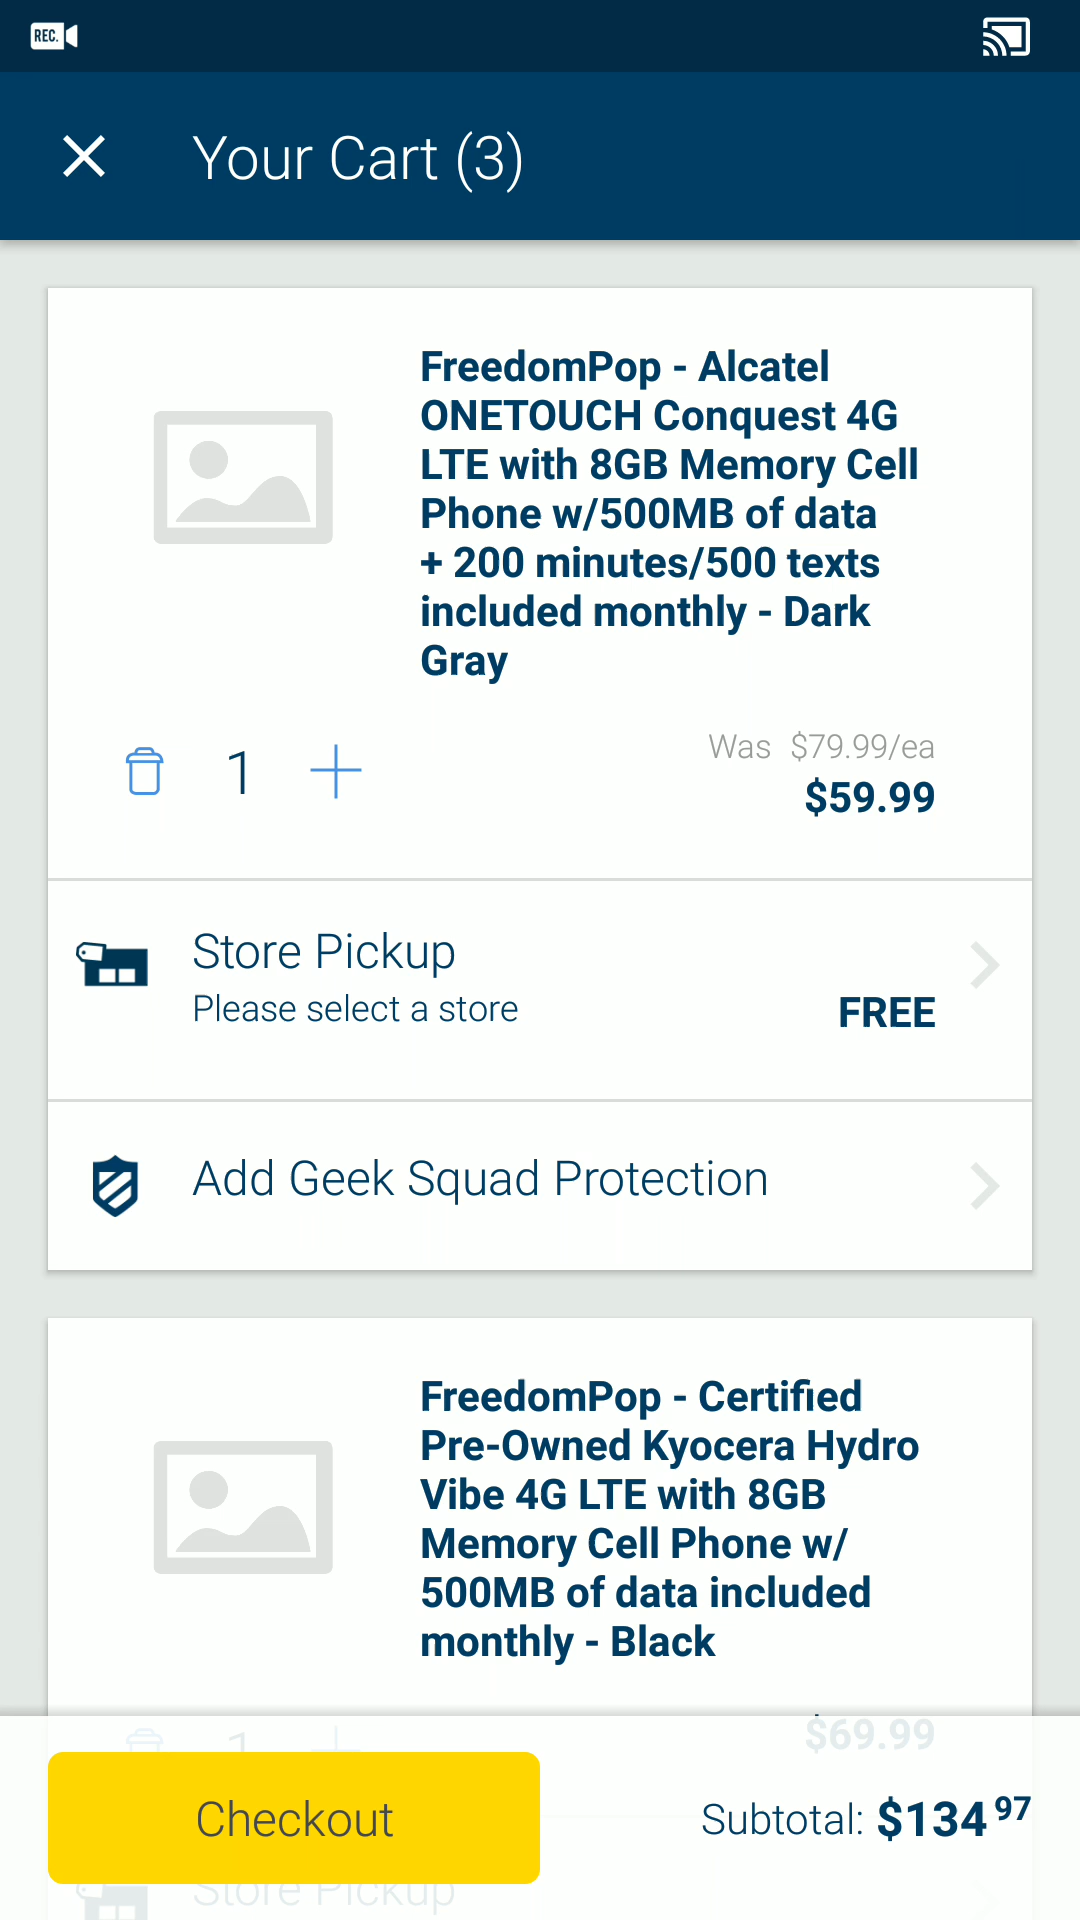 REC.
Your Cart (3)
FreedomPop - Alcatel
ONETOUCH Conquest 4G
LTE with 8GB Memory Cell
Phone w/500MB of data
+ 200 minutes/500 texts
included monthly - Dark
Gray
Was $79.99/ea
1
$59.99
Store Pickup
Please select a store
FREE
Add Geek Squad Protection
FreedomPop - Certified
Pre-Owned Kyocera Hydro
Vibe 4G LTE with 8GB
Memory Cell Phone w/
500MB of data included
monthly - Black
1
$69.99
Checkout
Subtotal: $134 97
Store Pickup